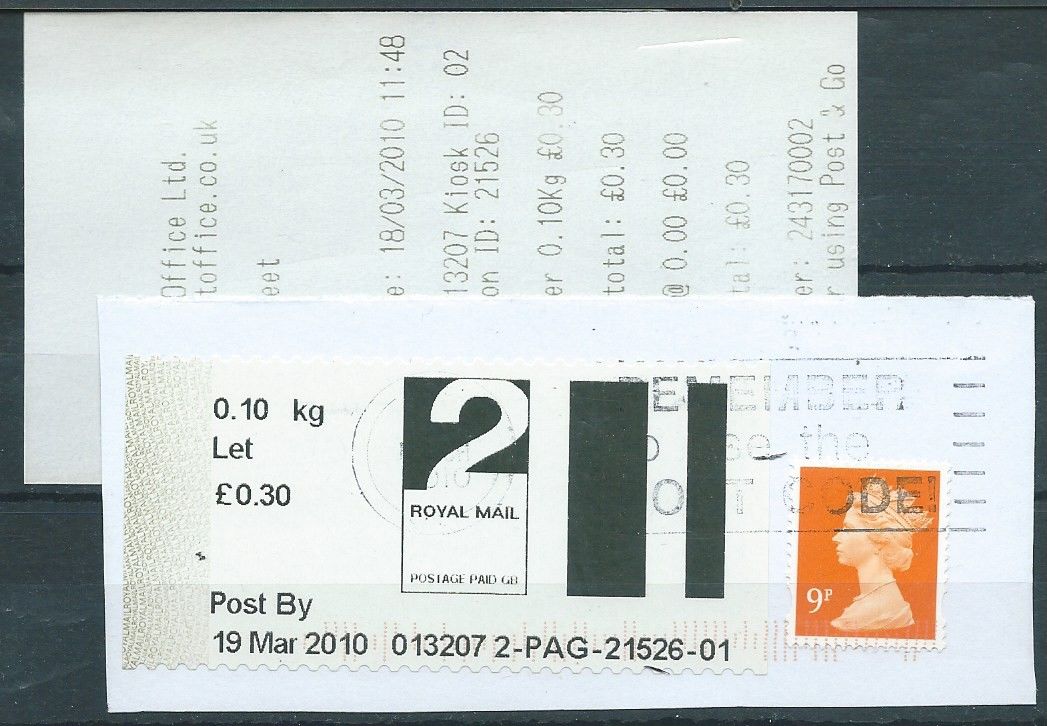 Office Ltd.
toffice.co.uk
eet
e: 18/03/2010 11:48
13207 Kiosk ID: 02
on ID: 21526
er 0.10Kg £0.30
total: £0.30
@ 0.00 £0.00
tal: £0.30
er: 243170002
r using Post & Go
0.10 kg
Let
£0.30
2
ROYAL MAIL
POSTAGE PAID GB
Post By
19 Mar 2010 013207 2-PAG-21526-01
REMEMBER
the
CODE!
9P